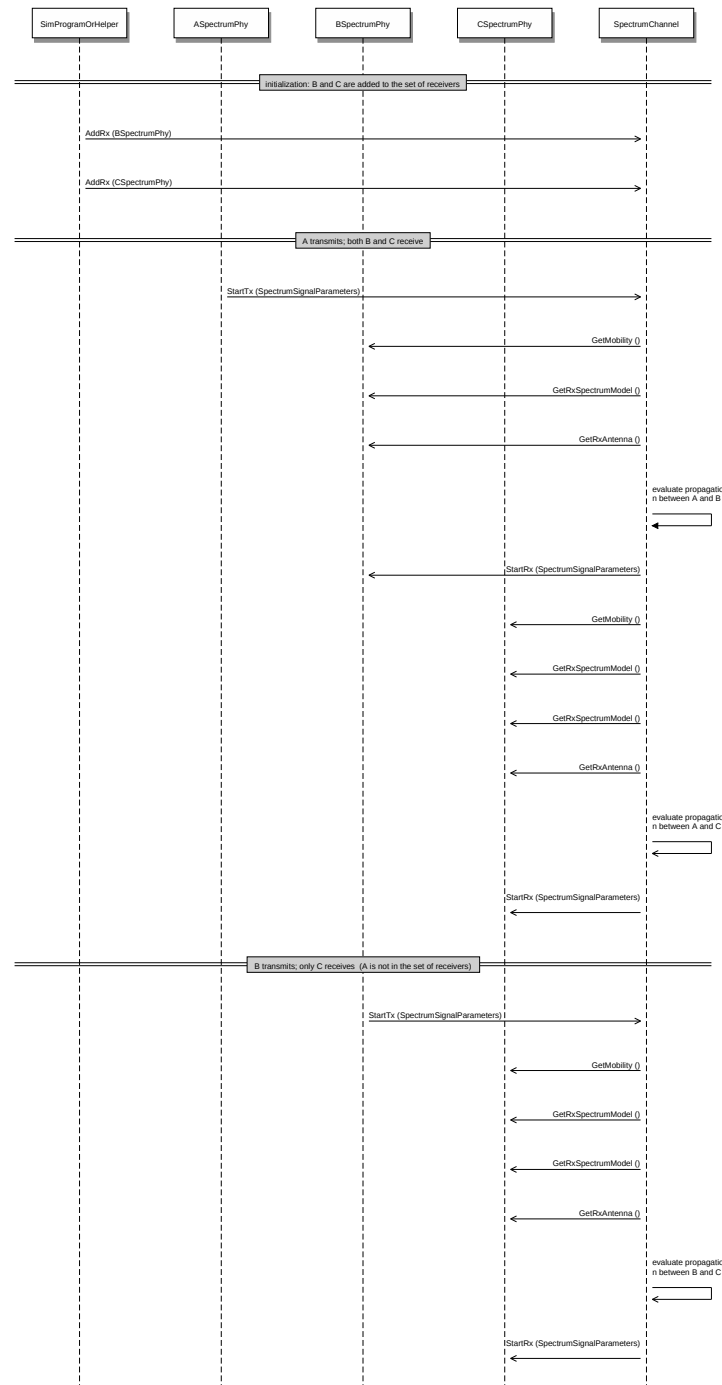 SimProgramOrHelper
ASpectrumPhy
BSpectrumPhy
CSpectrumPhy
SpectrumChannel
initialization: B and C are added to the set of receivers
AddRx (BSpectrumPhy)
AddRx (CSpectrumPhy)
A transmits; both B and C receive
StartTx (SpectrumSignalParameters)
GetMobility ()
GetRxSpectrumModel ()
GetRxAntenna ()
evaluate propagatio
n between A and B
StartRx (SpectrumSignalParameters)
GetMobility ()
GetRxSpectrumModel ()
GetRxSpectrumModel ()
GetRxAntenna ()
evaluate propagatio
n between A and C
StartRx (SpectrumSignalParameters)
B transmits; only C receives (A is not in the set of receivers)
StartTx (SpectrumSignalParameters)
GetMobility ()
GetRxSpectrumModel ()
GetRxSpectrumModel ()
GetRxAntenna ()
evaluate propagatio
n between B and C
StartRx (SpectrumSignalParameters)